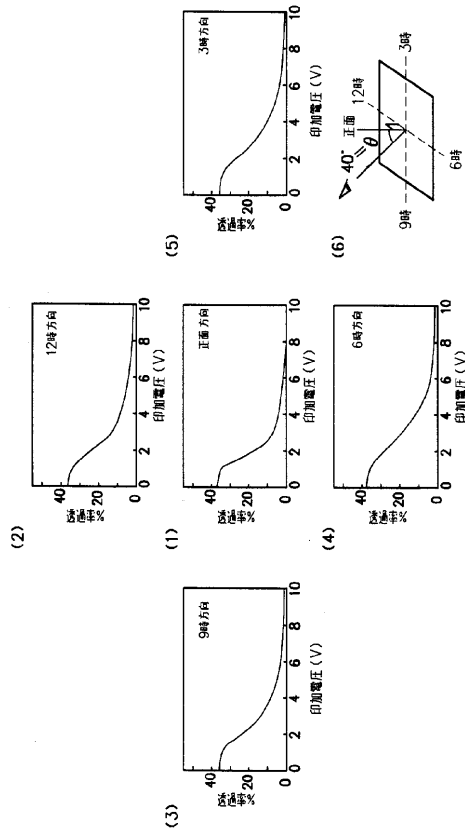 (2)
12時方向
透過率%
40
20
0
0 2 4 6 8 10
印加電圧(V)
(3)
9時方向
透過率%
40
20
0
0 2 4 6 8 10
印加電圧(V)
(1)
正面方向
透過率%
40
20
0
0 2 4 6 8 10
印加電圧(V)
(5)
3時方向
透過率%
40
20
0
0 2 4 6 8 10
印加電圧(V)
(4)
6時方向
透過率%
40
20
0
0 2 4 6 8 10
印加電圧(V)
(6)
正面
12時
40°=θ
9時
3時
6時